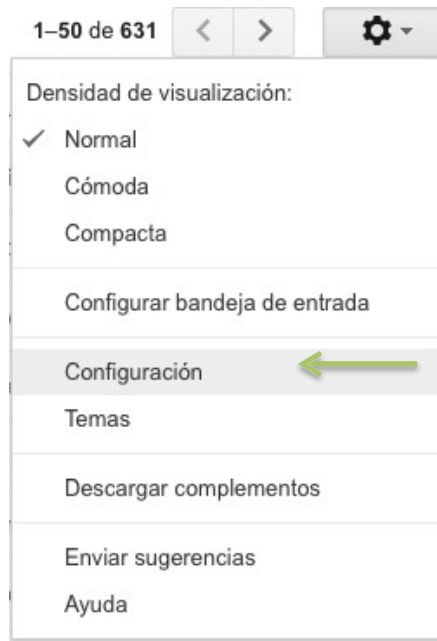 1–50 de 631
Densidad de visualización:
Normal
Cómoda
Compacta
Configurar bandeja de entrada
Configuración
Temas
Descargar complementos
Enviar sugerencias
Ayuda